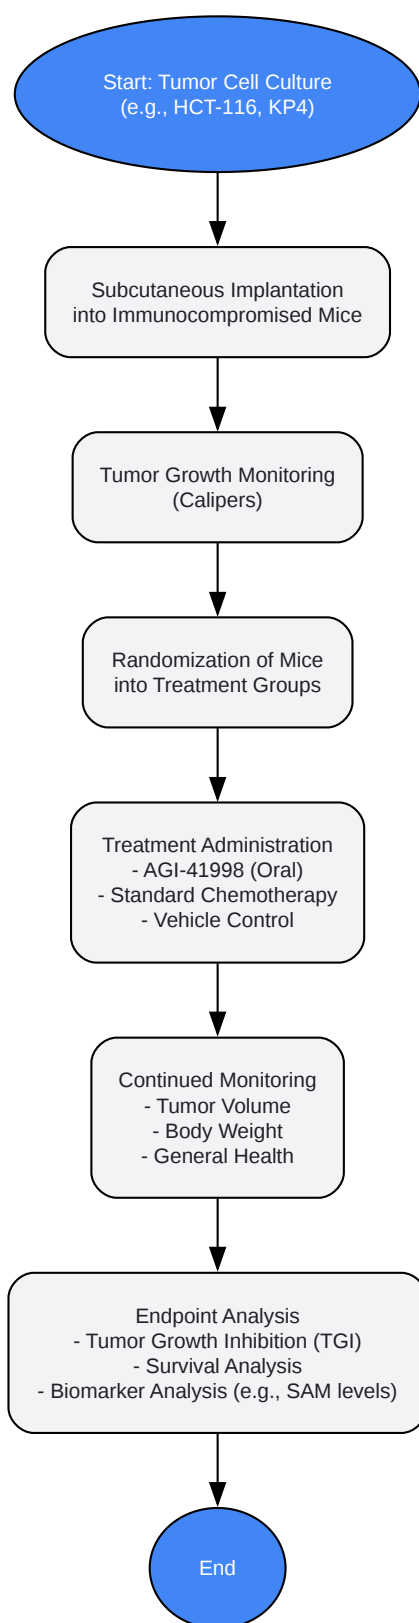 Start: Tumor Cell Culture
(e.g., HCT-116, KP4)
Subcutaneous Implantation
into Immunocompromised Mice
Tumor Growth Monitoring
(Calipers)
Randomization of Mice
into Treatment Groups
Treatment Administration
- AGI-41998 (Oral)
- Standard Chemotherapy
- Vehicle Control
Continued Monitoring
- Tumor Volume
- Body Weight
- General Health
Endpoint Analysis
- Tumor Growth Inhibition (TGI)
- Survival Analysis
- Biomarker Analysis (e.g., SAM levels)
End